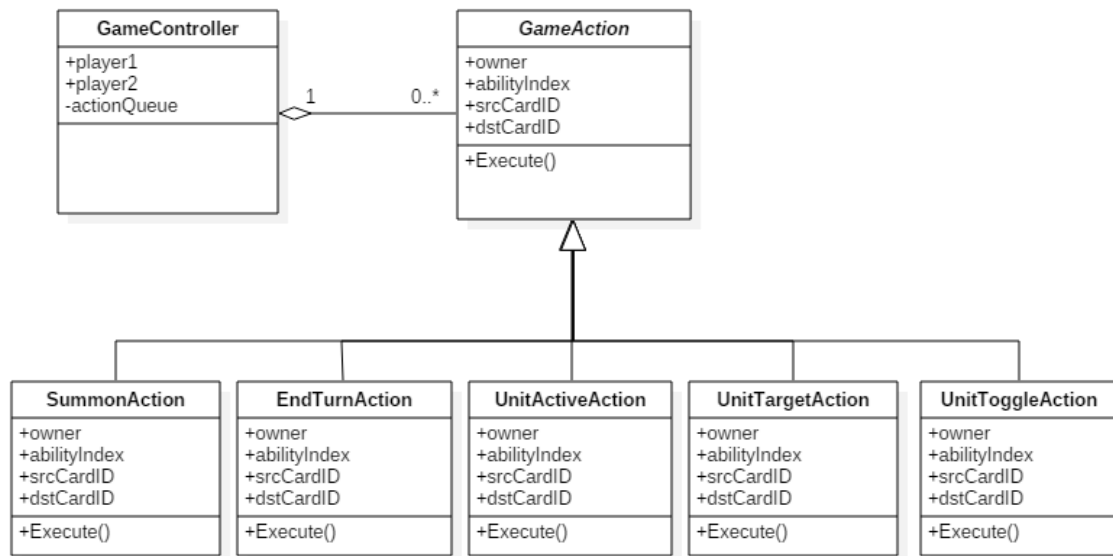 GameController
+player1
+player2
-actionQueue
1
0..*
GameAction
+owner
+abilityIndex
+srcCardID
+dstCardID
+Execute()
SummonAction
+owner
+abilityIndex
+srcCardID
+dstCardID
+Execute()
EndTurnAction
+owner
+abilityIndex
+srcCardID
+dstCardID
+Execute()
UnitActiveAction
+owner
+abilityIndex
+srcCardID
+dstCardID
+Execute()
UnitTargetAction
+owner
+abilityIndex
+srcCardID
+dstCardID
+Execute()
UnitToggleAction
+owner
+abilityIndex
+srcCardID
+dstCardID
+Execute()